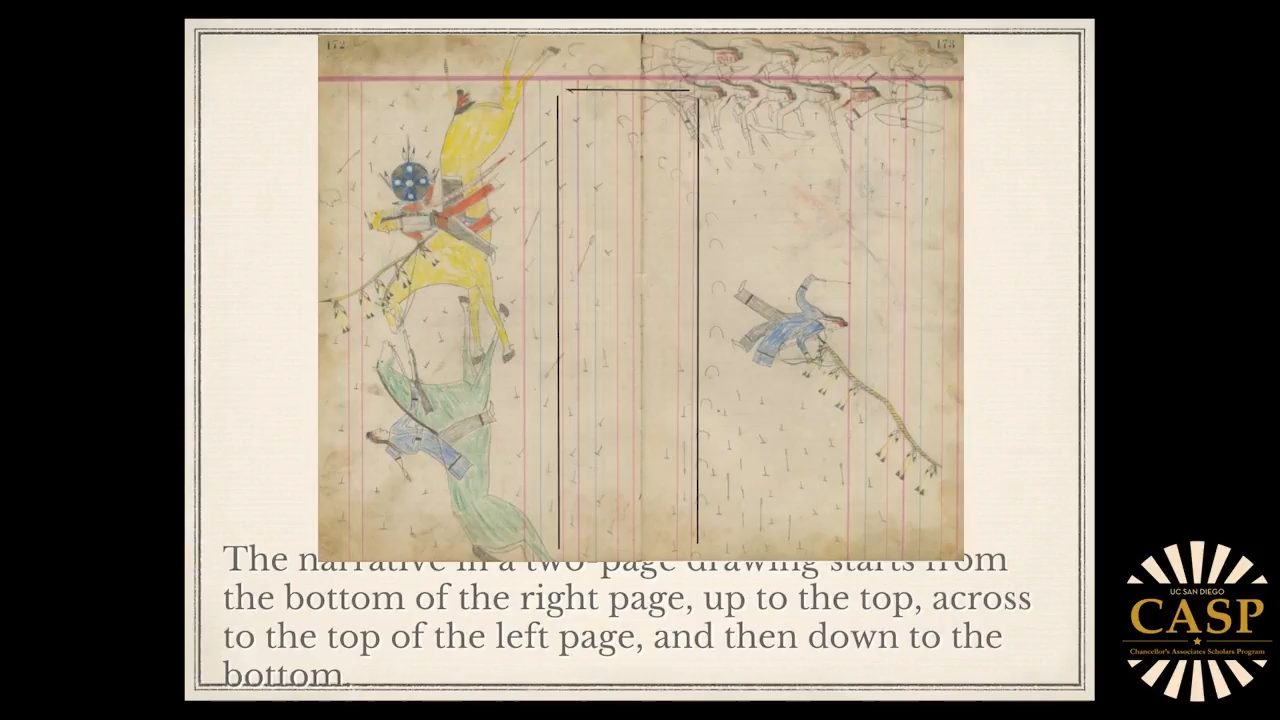 172
173
The narrative in a two-page drawing starts from
the bottom of the right page, up to the top, across
to the top of the left page, and then down to the
bottom.
UC SAN DIEGO
CASP
Chancellor's Associates Scholars Program